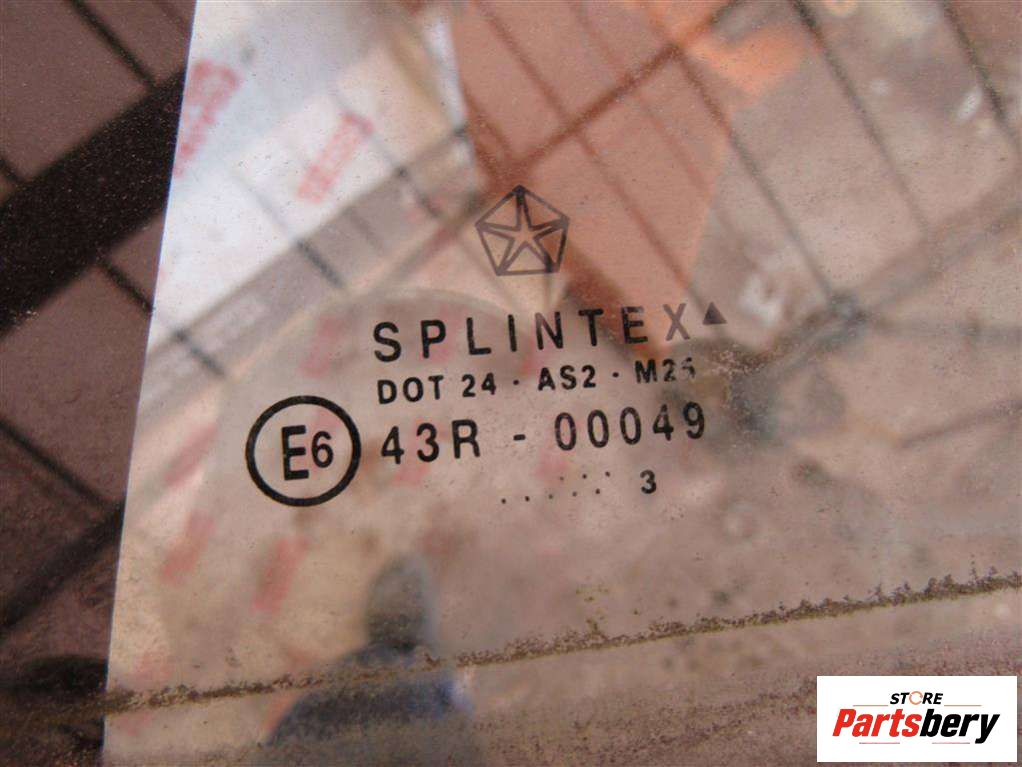 SPLINTEX
DOT 24 · AS2 · M26
E6 43R - 00049
...... 3
STORE
Partsbery